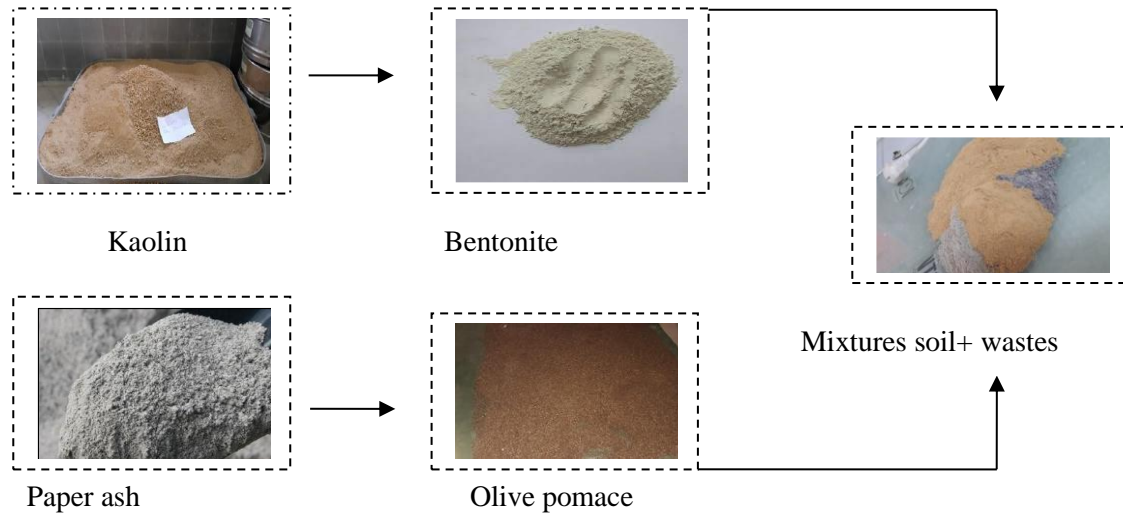 Kaolin
Bentonite
Mixtures soil+ wastes
Paper ash
Olive pomace